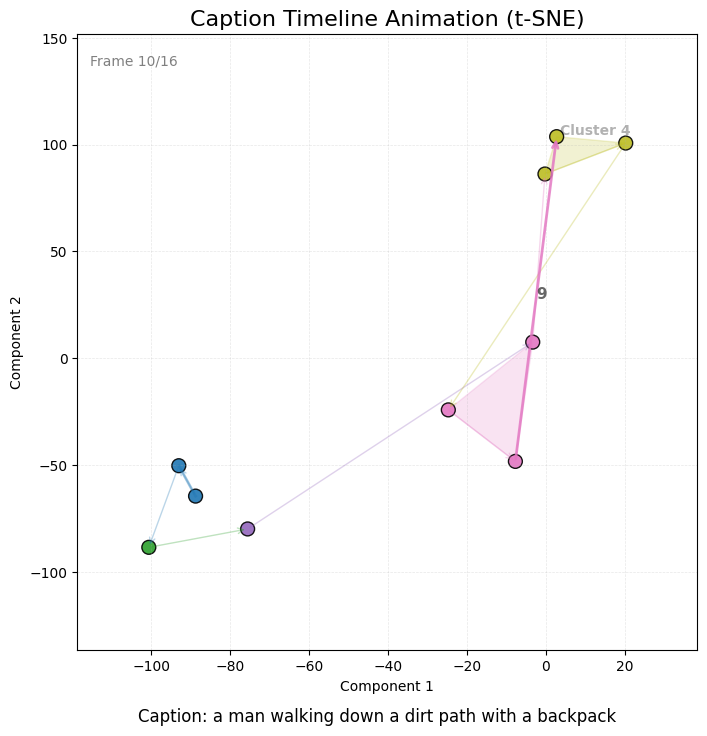 Caption Timeline Animation (t-SNE)
Frame 10/16
Cluster 4
9
150
100
50
0
−50
−100
Component 2
−100
−80
−60
−40
−20
0
20
Component 1
Caption: a man walking down a dirt path with a backpack